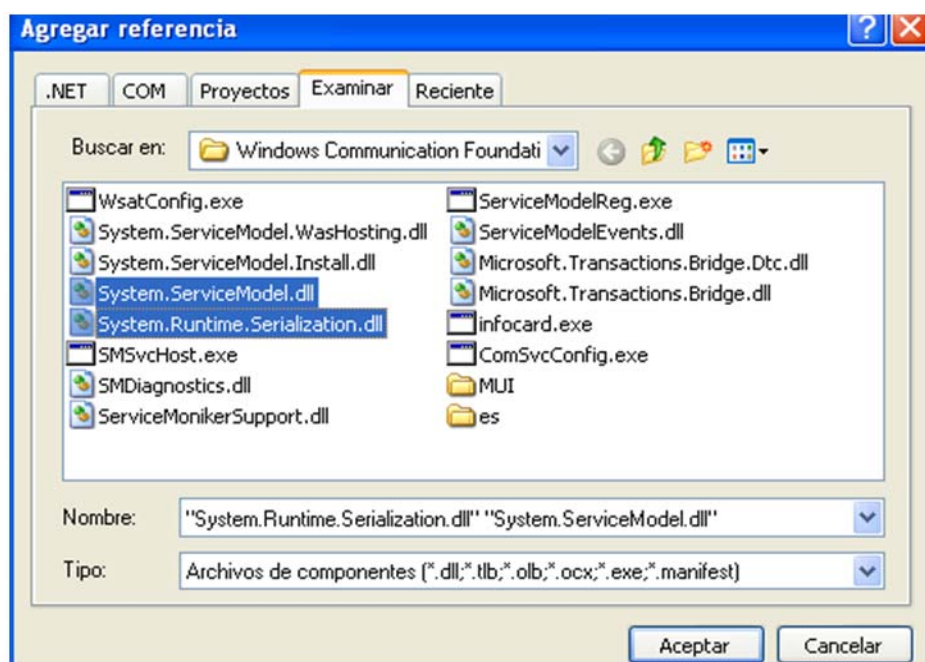 Agregar referencia
.NET COM Proyectos Examinar Reciente
Buscar en: Windows Communication Foundati
WsatConfig.exe
System.ServiceModel.WasHosting.dll
System.ServiceModel.Install.dll
System.ServiceModel.dll
System.Runtime.Serialization.dll
SMSvcHost.exe
SMDiagnostics.dll
ServiceMonikerSupport.dll
ServiceModelReg.exe
ServiceModelEvents.dll
Microsoft.Transactions.Bridge.Dtc.dll
Microsoft.Transactions.Bridge.dll
infocard.exe
ComSvcConfig.exe
MUI
es
Nombre: "System.Runtime.Serialization.dll" "System.ServiceModel.dll"
Tipo: Archivos de componentes (*.dll;*.tlb;*.olb;*.ocx;*.exe;*.manifest)
Aceptar Cancelar